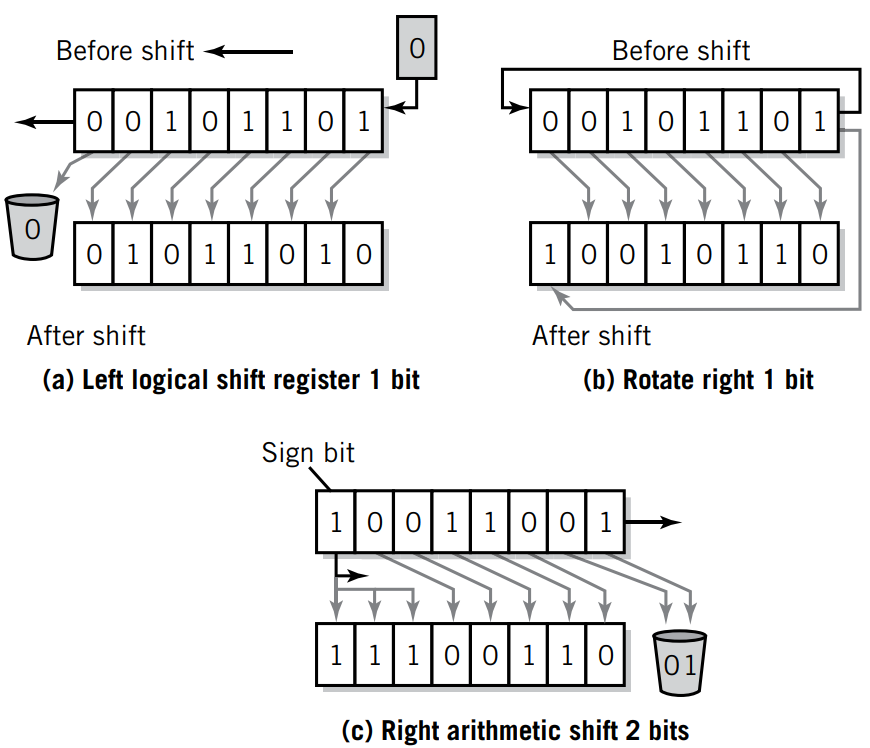 Before shift
0
0 0 1 0 1 1 0 1
0
0 1 0 1 1 0 1 0
After shift
(a) Left logical shift register 1 bit
Before shift
0 0 1 0 1 1 0 1
1 0 0 1 0 1 1 0
After shift
(b) Rotate right 1 bit
Sign bit
1 0 0 1 1 0 0 1
1 1 1 0 0 1 1 0
01
(c) Right arithmetic shift 2 bits